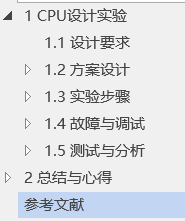 1 CPU设计实验
1.1 设计要求
1.2 方案设计
1.3 实验步骤
1.4 故障与调试
1.5 测试与分析
2 总结与心得
参考文献